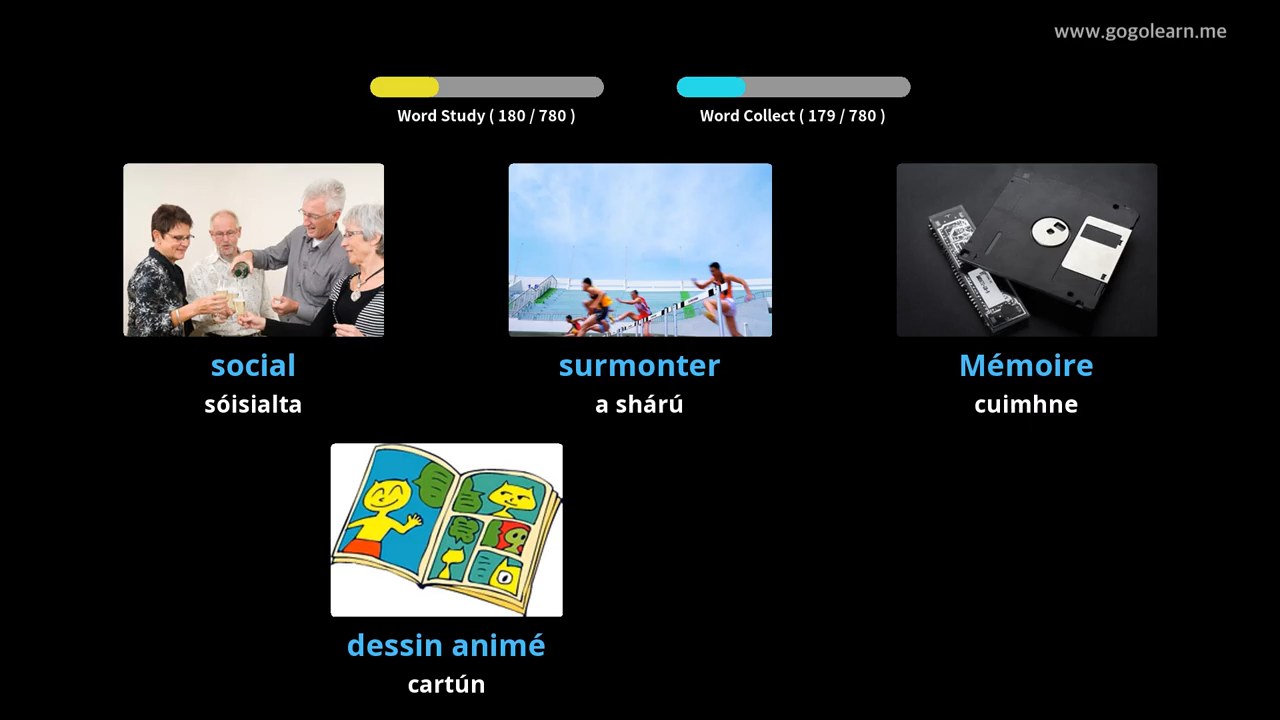 www.gogolearn.me
Word Study ( 180 / 780 )
Word Collect ( 179 / 780 )
social
sóisialta
surmonter
a shárú
Mémoire
cuimhne
dessin animé
cartún